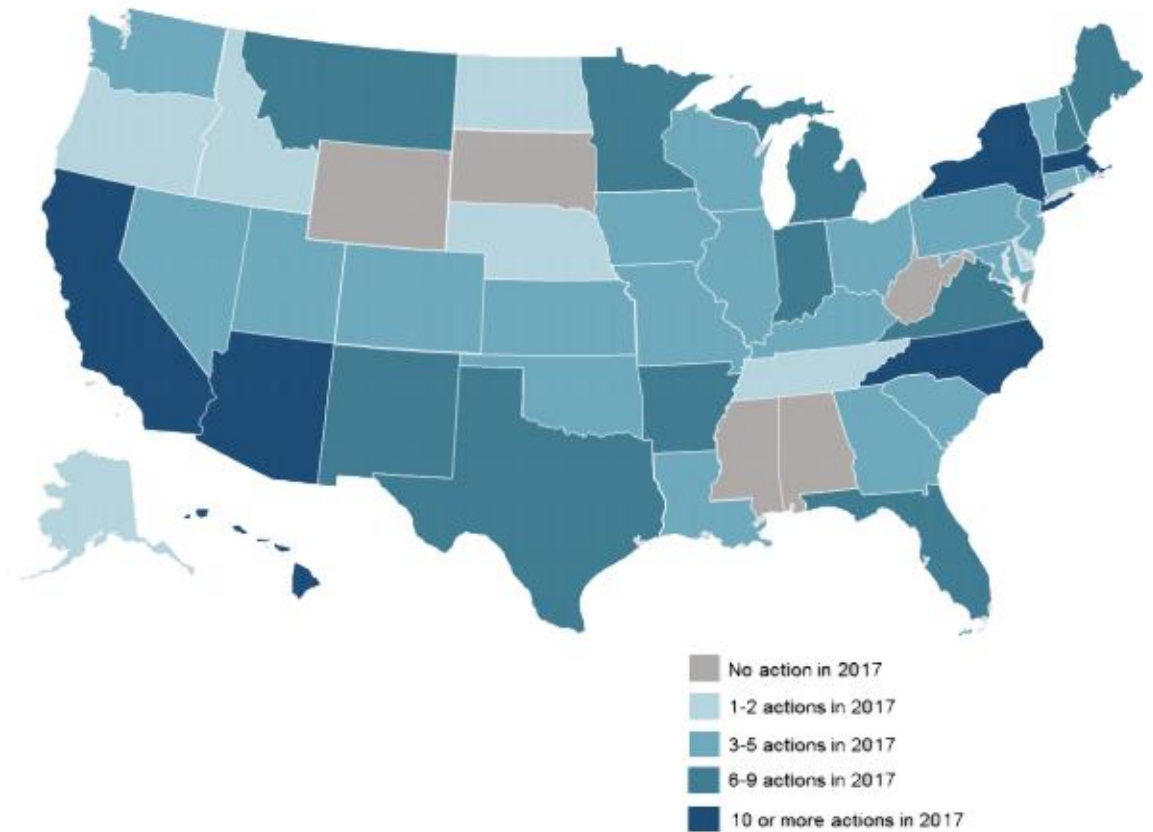 No action in 2017
1-2 actions in 2017
3-5 actions in 2017
6-9 actions in 2017
10 or more actions in 2017